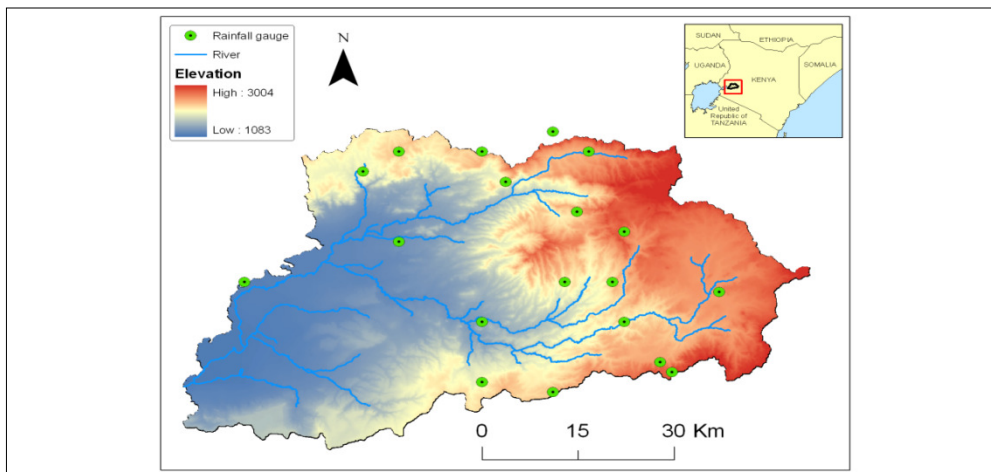 Rainfall gauge
River
Elevation
High : 3004
Low : 1083
N
SUDAN
ETHIOPIA
UGANDA
KENYA
SOMALIA
United
Republic of
TANZANIA
0 15 30 Km